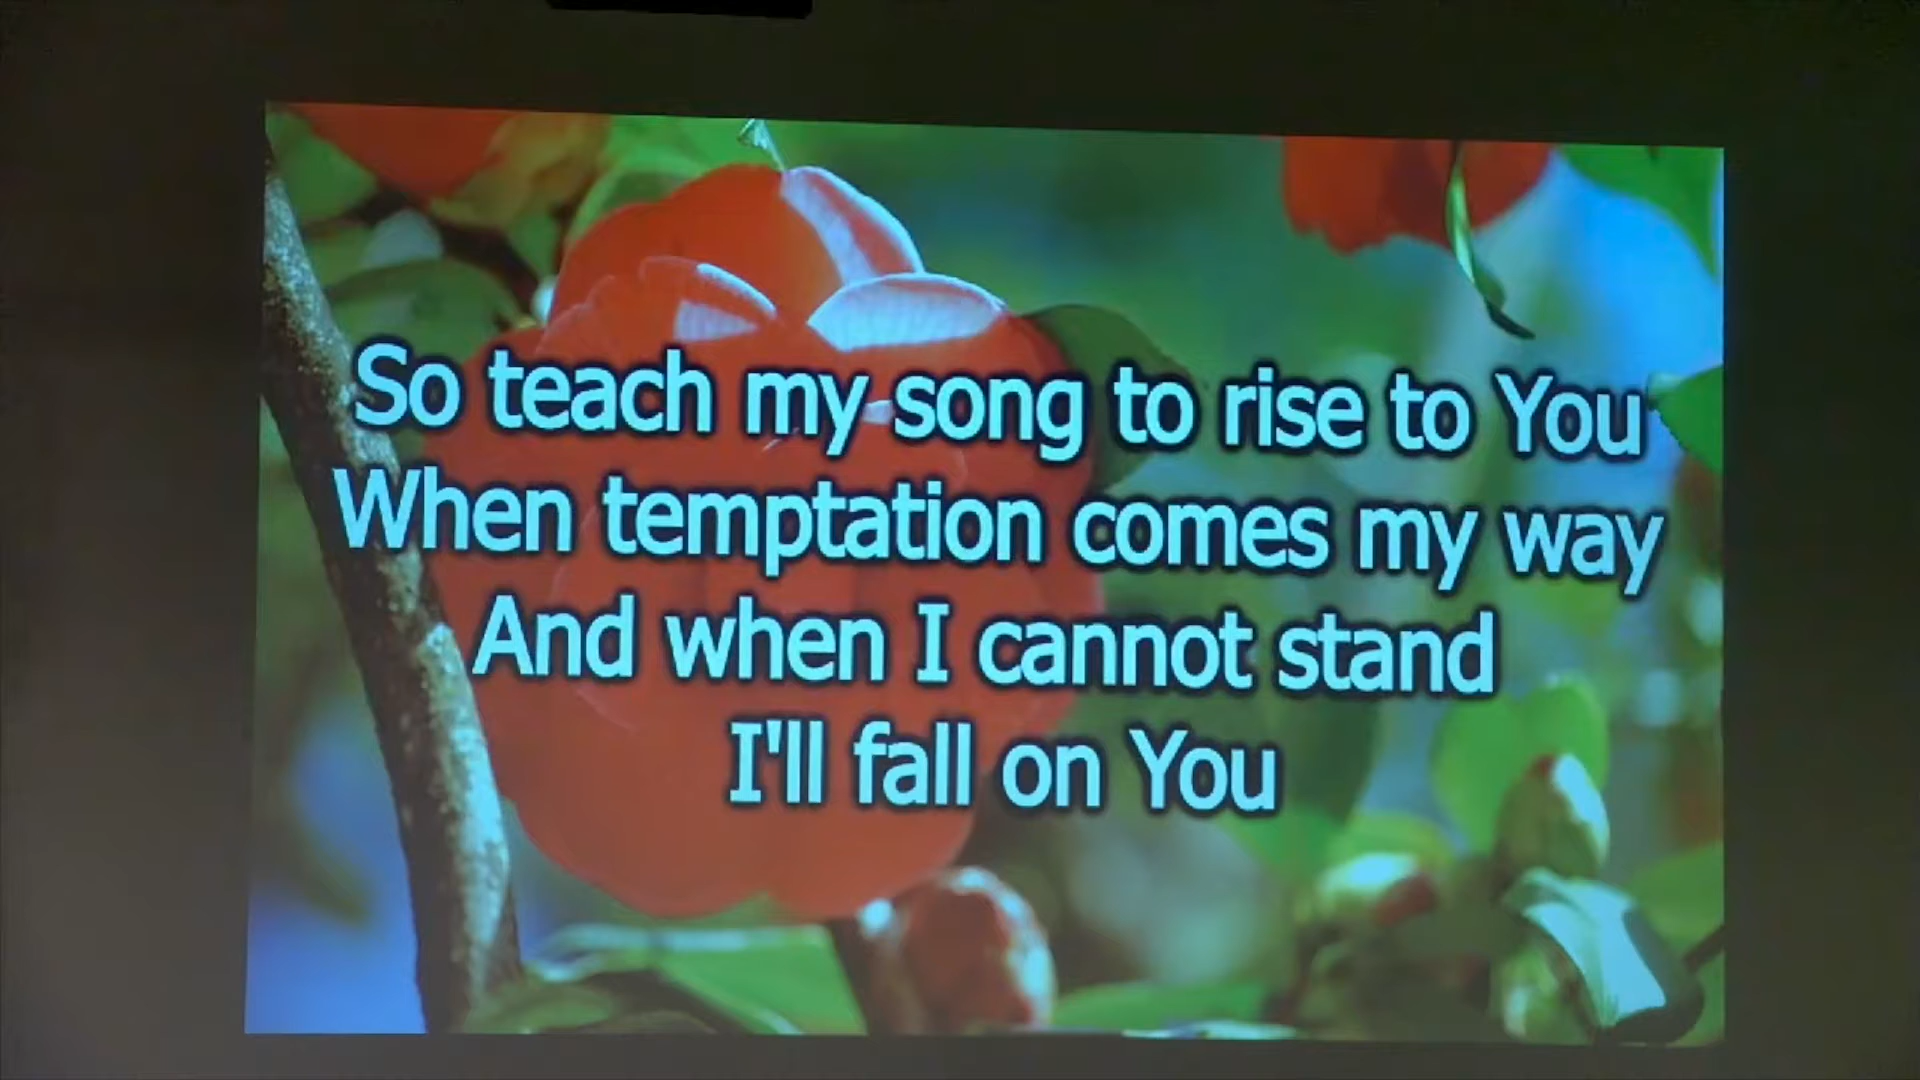 So teach my song to rise to You
When temptation comes my way
And when I cannot stand
I'll fall on You